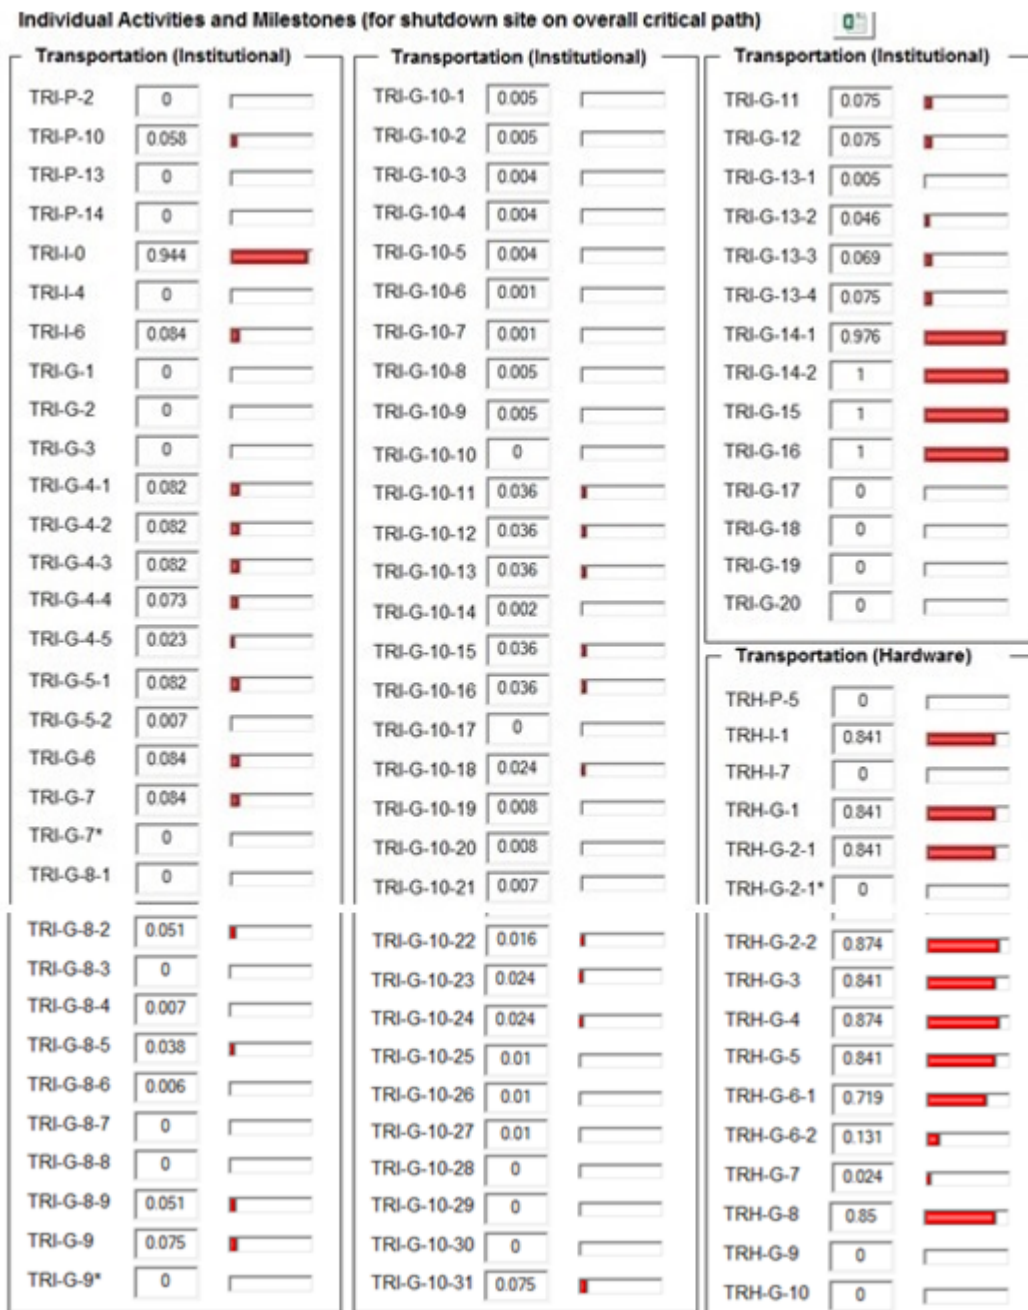 Individual Activities and Milestones (for shutdown site on overall critical path)
Transportation (Institutional)
TRI-P-2 0
TRI-P-10 0.058
TRI-P-13 0
TRI-P-14 0
TRI-I-0 0.944
TRI-I-4 0
TRI-I-6 0.084
TRI-G-1 0
TRI-G-2 0
TRI-G-3 0
TRI-G-4-1 0.082
TRI-G-4-2 0.082
TRI-G-4-3 0.082
TRI-G-4-4 0.073
TRI-G-4-5 0.023
TRI-G-5-1 0.082
TRI-G-5-2 0.007
TRI-G-6 0.084
TRI-G-7 0.084
TRI-G-7* 0
TRI-G-8-1 0
TRI-G-8-2 0.051
TRI-G-8-3 0
TRI-G-8-4 0.007
TRI-G-8-5 0.038
TRI-G-8-6 0.006
TRI-G-8-7 0
TRI-G-8-8 0
TRI-G-8-9 0.051
TRI-G-9 0.075
TRI-G-9* 0
Transportation (Institutional)
TRI-G-10-1 0.005
TRI-G-10-2 0.005
TRI-G-10-3 0.004
TRI-G-10-4 0.004
TRI-G-10-5 0.004
TRI-G-10-6 0.001
TRI-G-10-7 0.001
TRI-G-10-8 0.005
TRI-G-10-9 0.005
TRI-G-10-10 0
TRI-G-10-11 0.036
TRI-G-10-12 0.036
TRI-G-10-13 0.036
TRI-G-10-14 0.002
TRI-G-10-15 0.036
TRI-G-10-16 0.036
TRI-G-10-17 0
TRI-G-10-18 0.024
TRI-G-10-19 0.008
TRI-G-10-20 0.008
TRI-G-10-21 0.007
TRI-G-10-22 0.016
TRI-G-10-23 0.024
TRI-G-10-24 0.024
TRI-G-10-25 0.01
TRI-G-10-26 0.01
TRI-G-10-27 0.01
TRI-G-10-28 0
TRI-G-10-29 0
TRI-G-10-30 0
TRI-G-10-31 0.075
Transportation (Institutional)
TRI-G-11 0.075
TRI-G-12 0.075
TRI-G-13-1 0.005
TRI-G-13-2 0.046
TRI-G-13-3 0.069
TRI-G-13-4 0.075
TRI-G-14-1 0.976
TRI-G-14-2 1
TRI-G-15 1
TRI-G-16 1
TRI-G-17 0
TRI-G-18 0
TRI-G-19 0
TRI-G-20 0
Transportation (Hardware)
TRH-P-5 0
TRH-I-1 0.841
TRH-I-7 0
TRH-G-1 0.841
TRH-G-2-1 0.841
TRH-G-2-1* 0
TRH-G-2-2 0.874
TRH-G-3 0.841
TRH-G-4 0.874
TRH-G-5 0.841
TRH-G-6-1 0.719
TRH-G-6-2 0.131
TRH-G-7 0.024
TRH-G-8 0.85
TRH-G-9 0
TRH-G-10 0